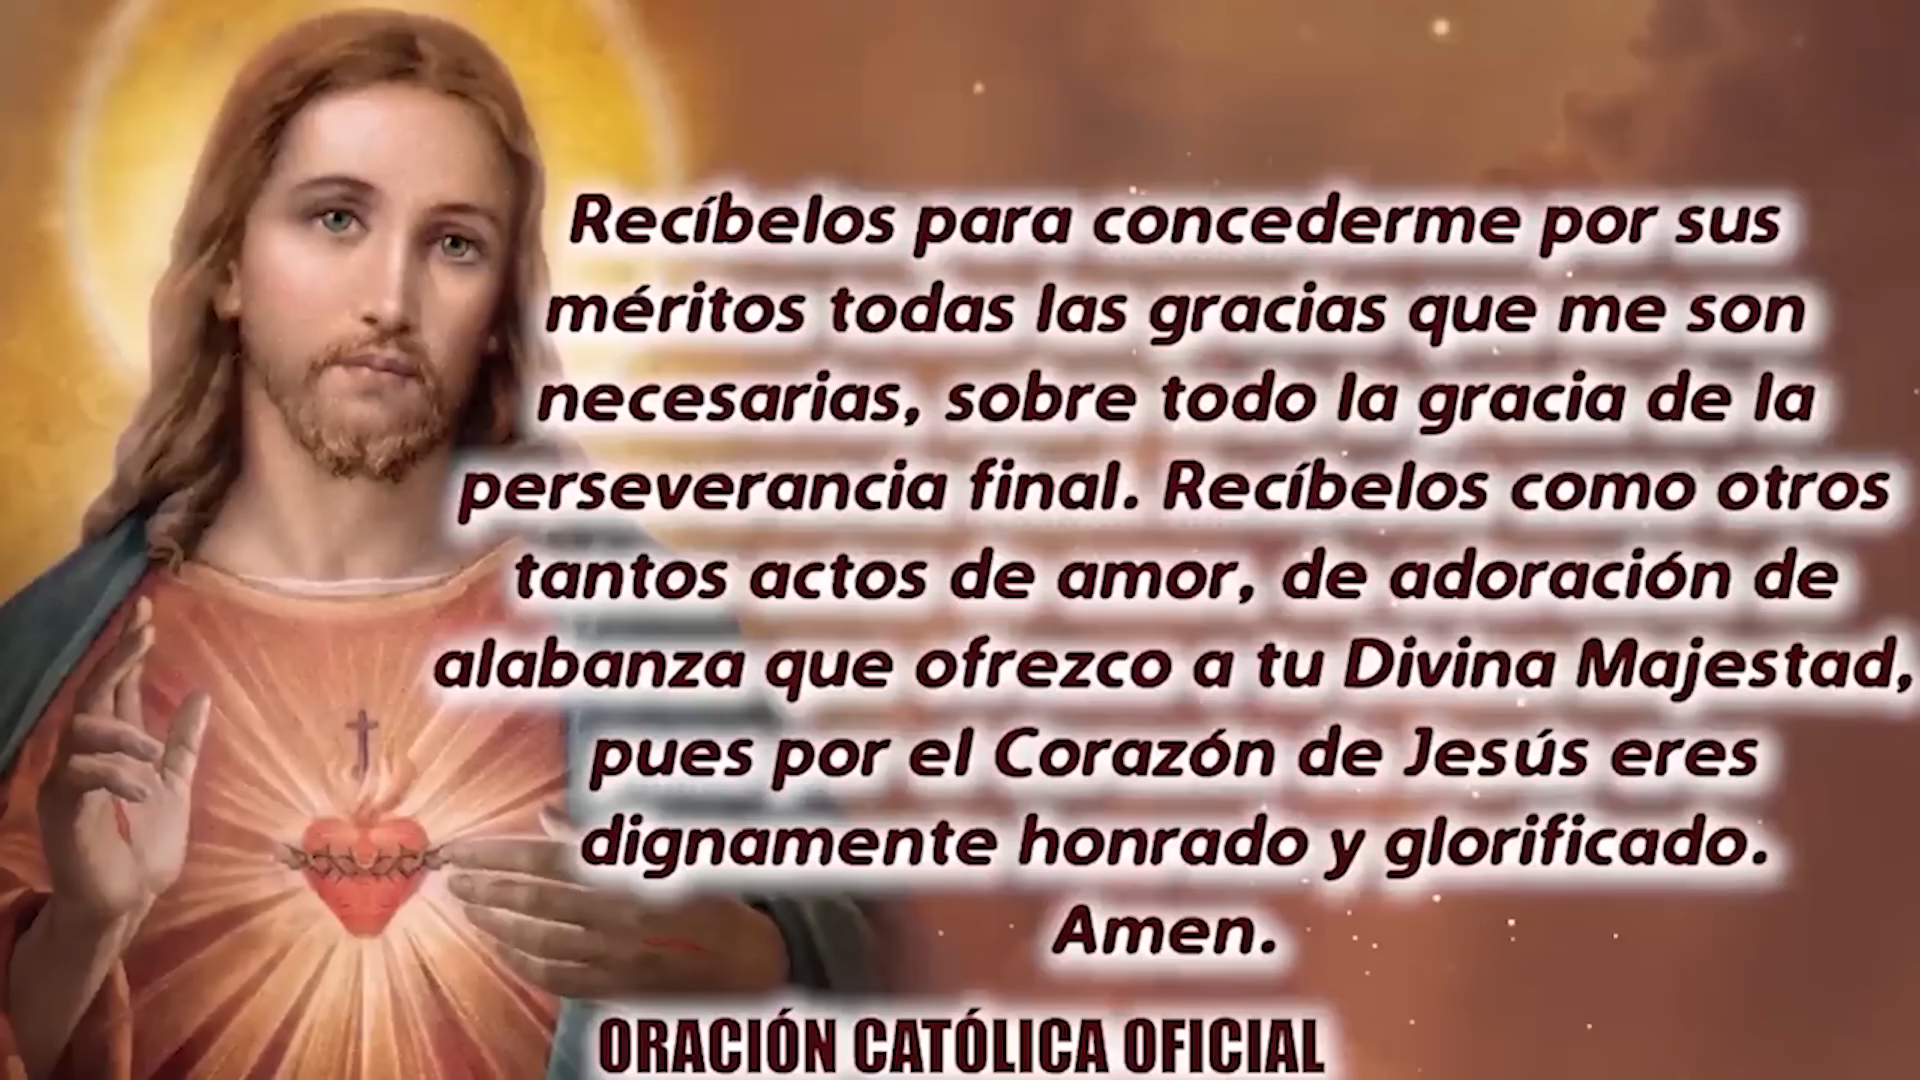 Recíbelos para concederme por sus
méritos todas las gracias que me son
necesarias, sobre todo la gracia de la
perseverancia final. Recíbelos como otros
tantos actos de amor, de adoración de
alabanza que ofrezco a tu Divina Majestad,
pues por el Corazón de Jesús eres
dignamente honrado y glorificado.
Amen.
ORACIÓN CATÓLICA OFICIAL